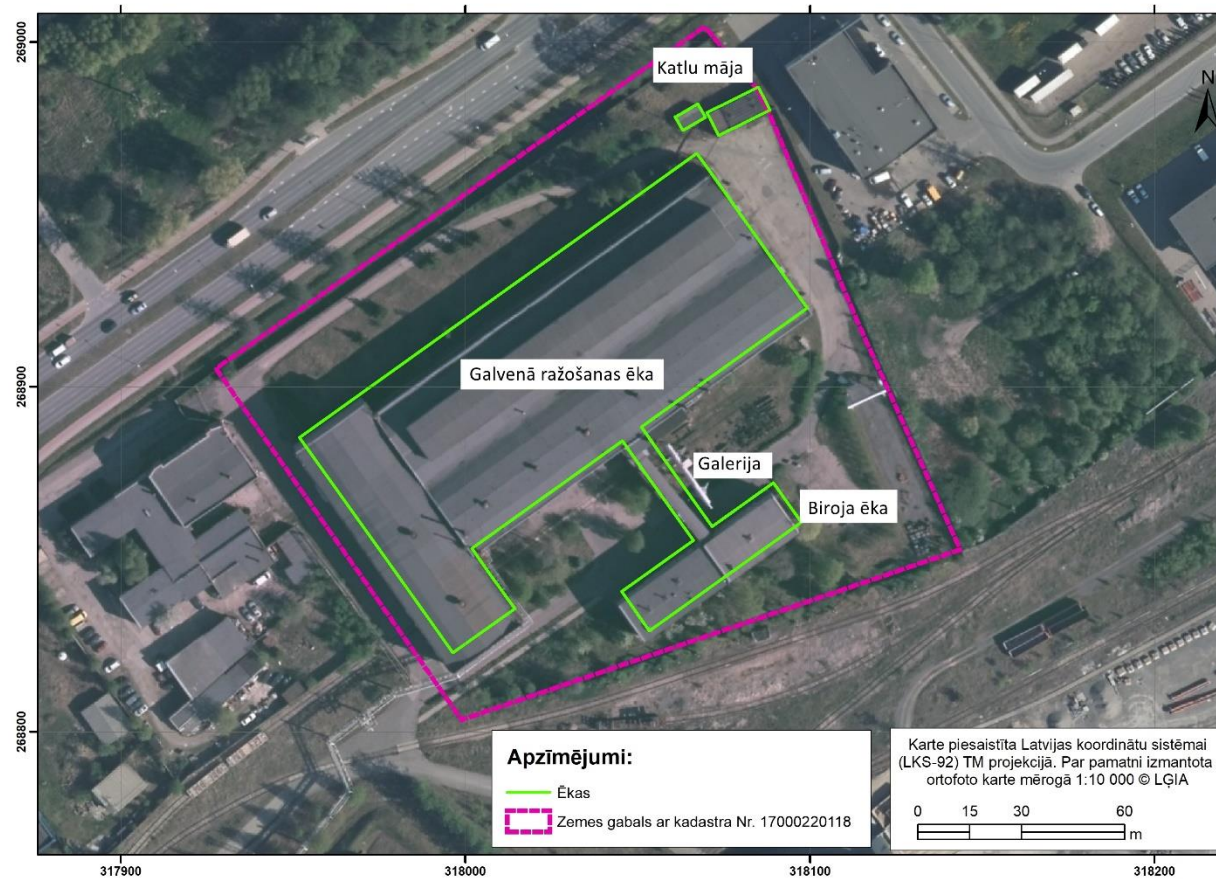 269000
N
Katlu māja
Galvenā ražošanas ēka
268900
Galerija
Biroja ēka
268800
Apzīmējumi:
Ēkas
Zemes gabals ar kadastra Nr. 17000220118
Karte piesaistīta Latvijas koordinātu sistēmai
(LKS-92) TM projekcijā. Par pamatni izmantota
ortofoto karte mērogā 1:10 000 © LĢIA
0 15 30 60
m
317900 318000 318100 318200